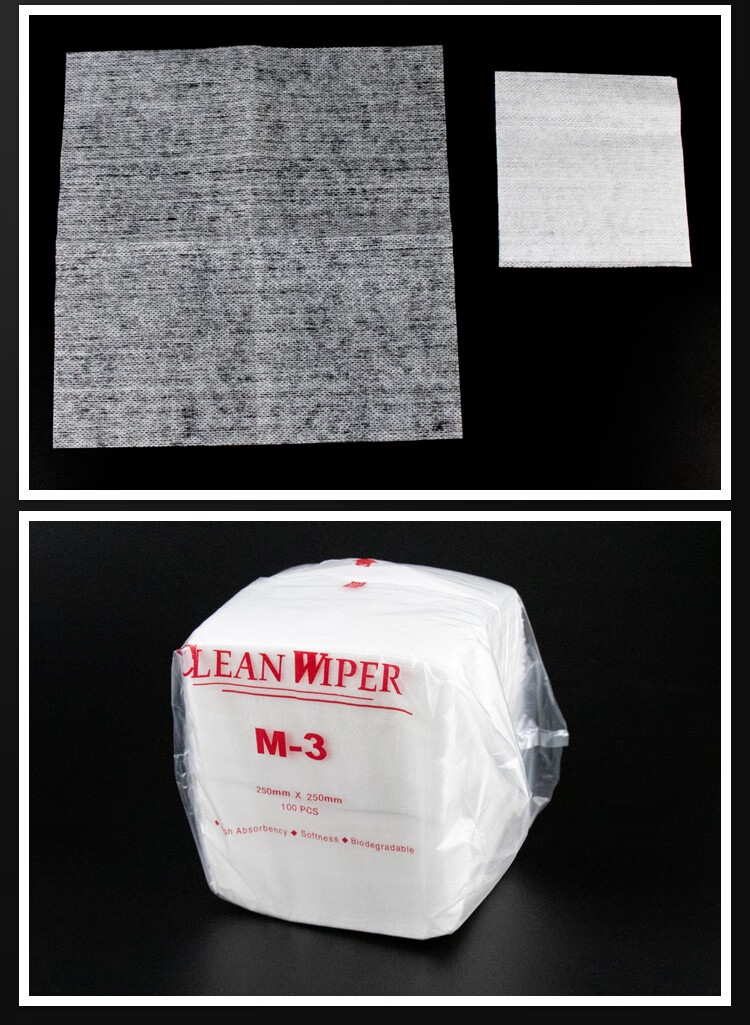 CLEAN WIPER
M-3
250mm X 250mm
100 PCS
Absorbency ◆ Softness ◆ Biodegradable